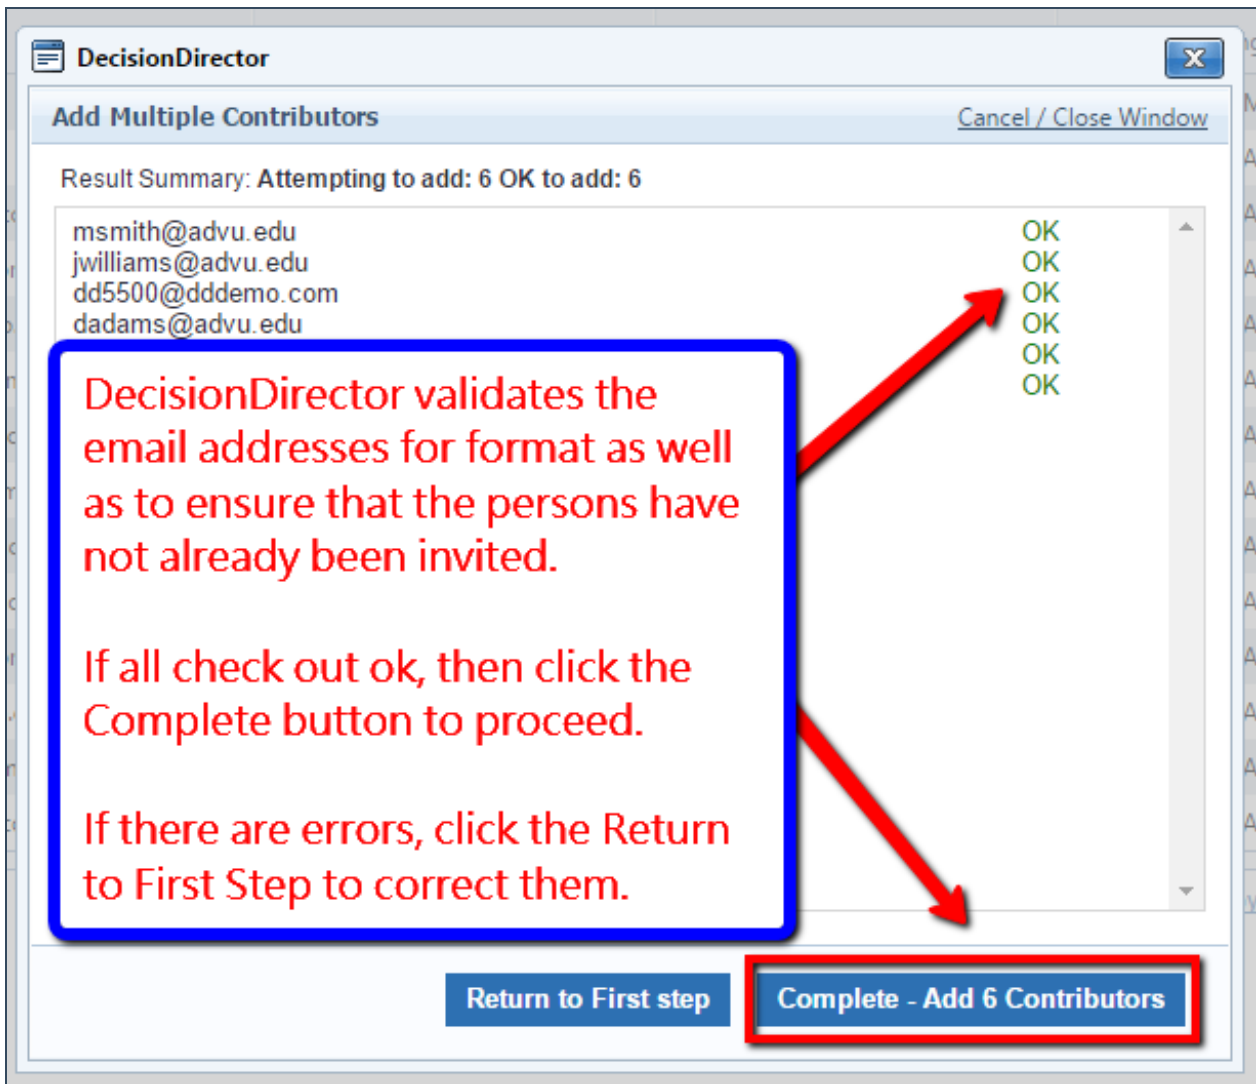 DecisionDirector
x
Add Multiple Contributors Cancel / Close Window
Result Summary: Attempting to add: 6 OK to add: 6
msmith@advu.edu OK
jwilliams@advu.edu OK
dd5500@dddemo.com OK
dadams@advu.edu OK
OK
OK
DecisionDirector validates the
email addresses for format as well
as to ensure that the persons have
not already been invited.
If all check out ok, then click the
Complete button to proceed.
If there are errors, click the Return
to First Step to correct them.
Return to First step Complete - Add 6 Contributors